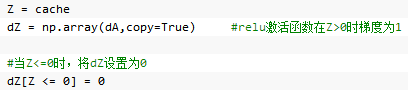 Z = cache
dZ = np.array(dA,copy=True)    #relu激活函数在Z>0时梯度为1
#当Z<=0时，将dZ设置为0
dZ[Z <= 0] = 0